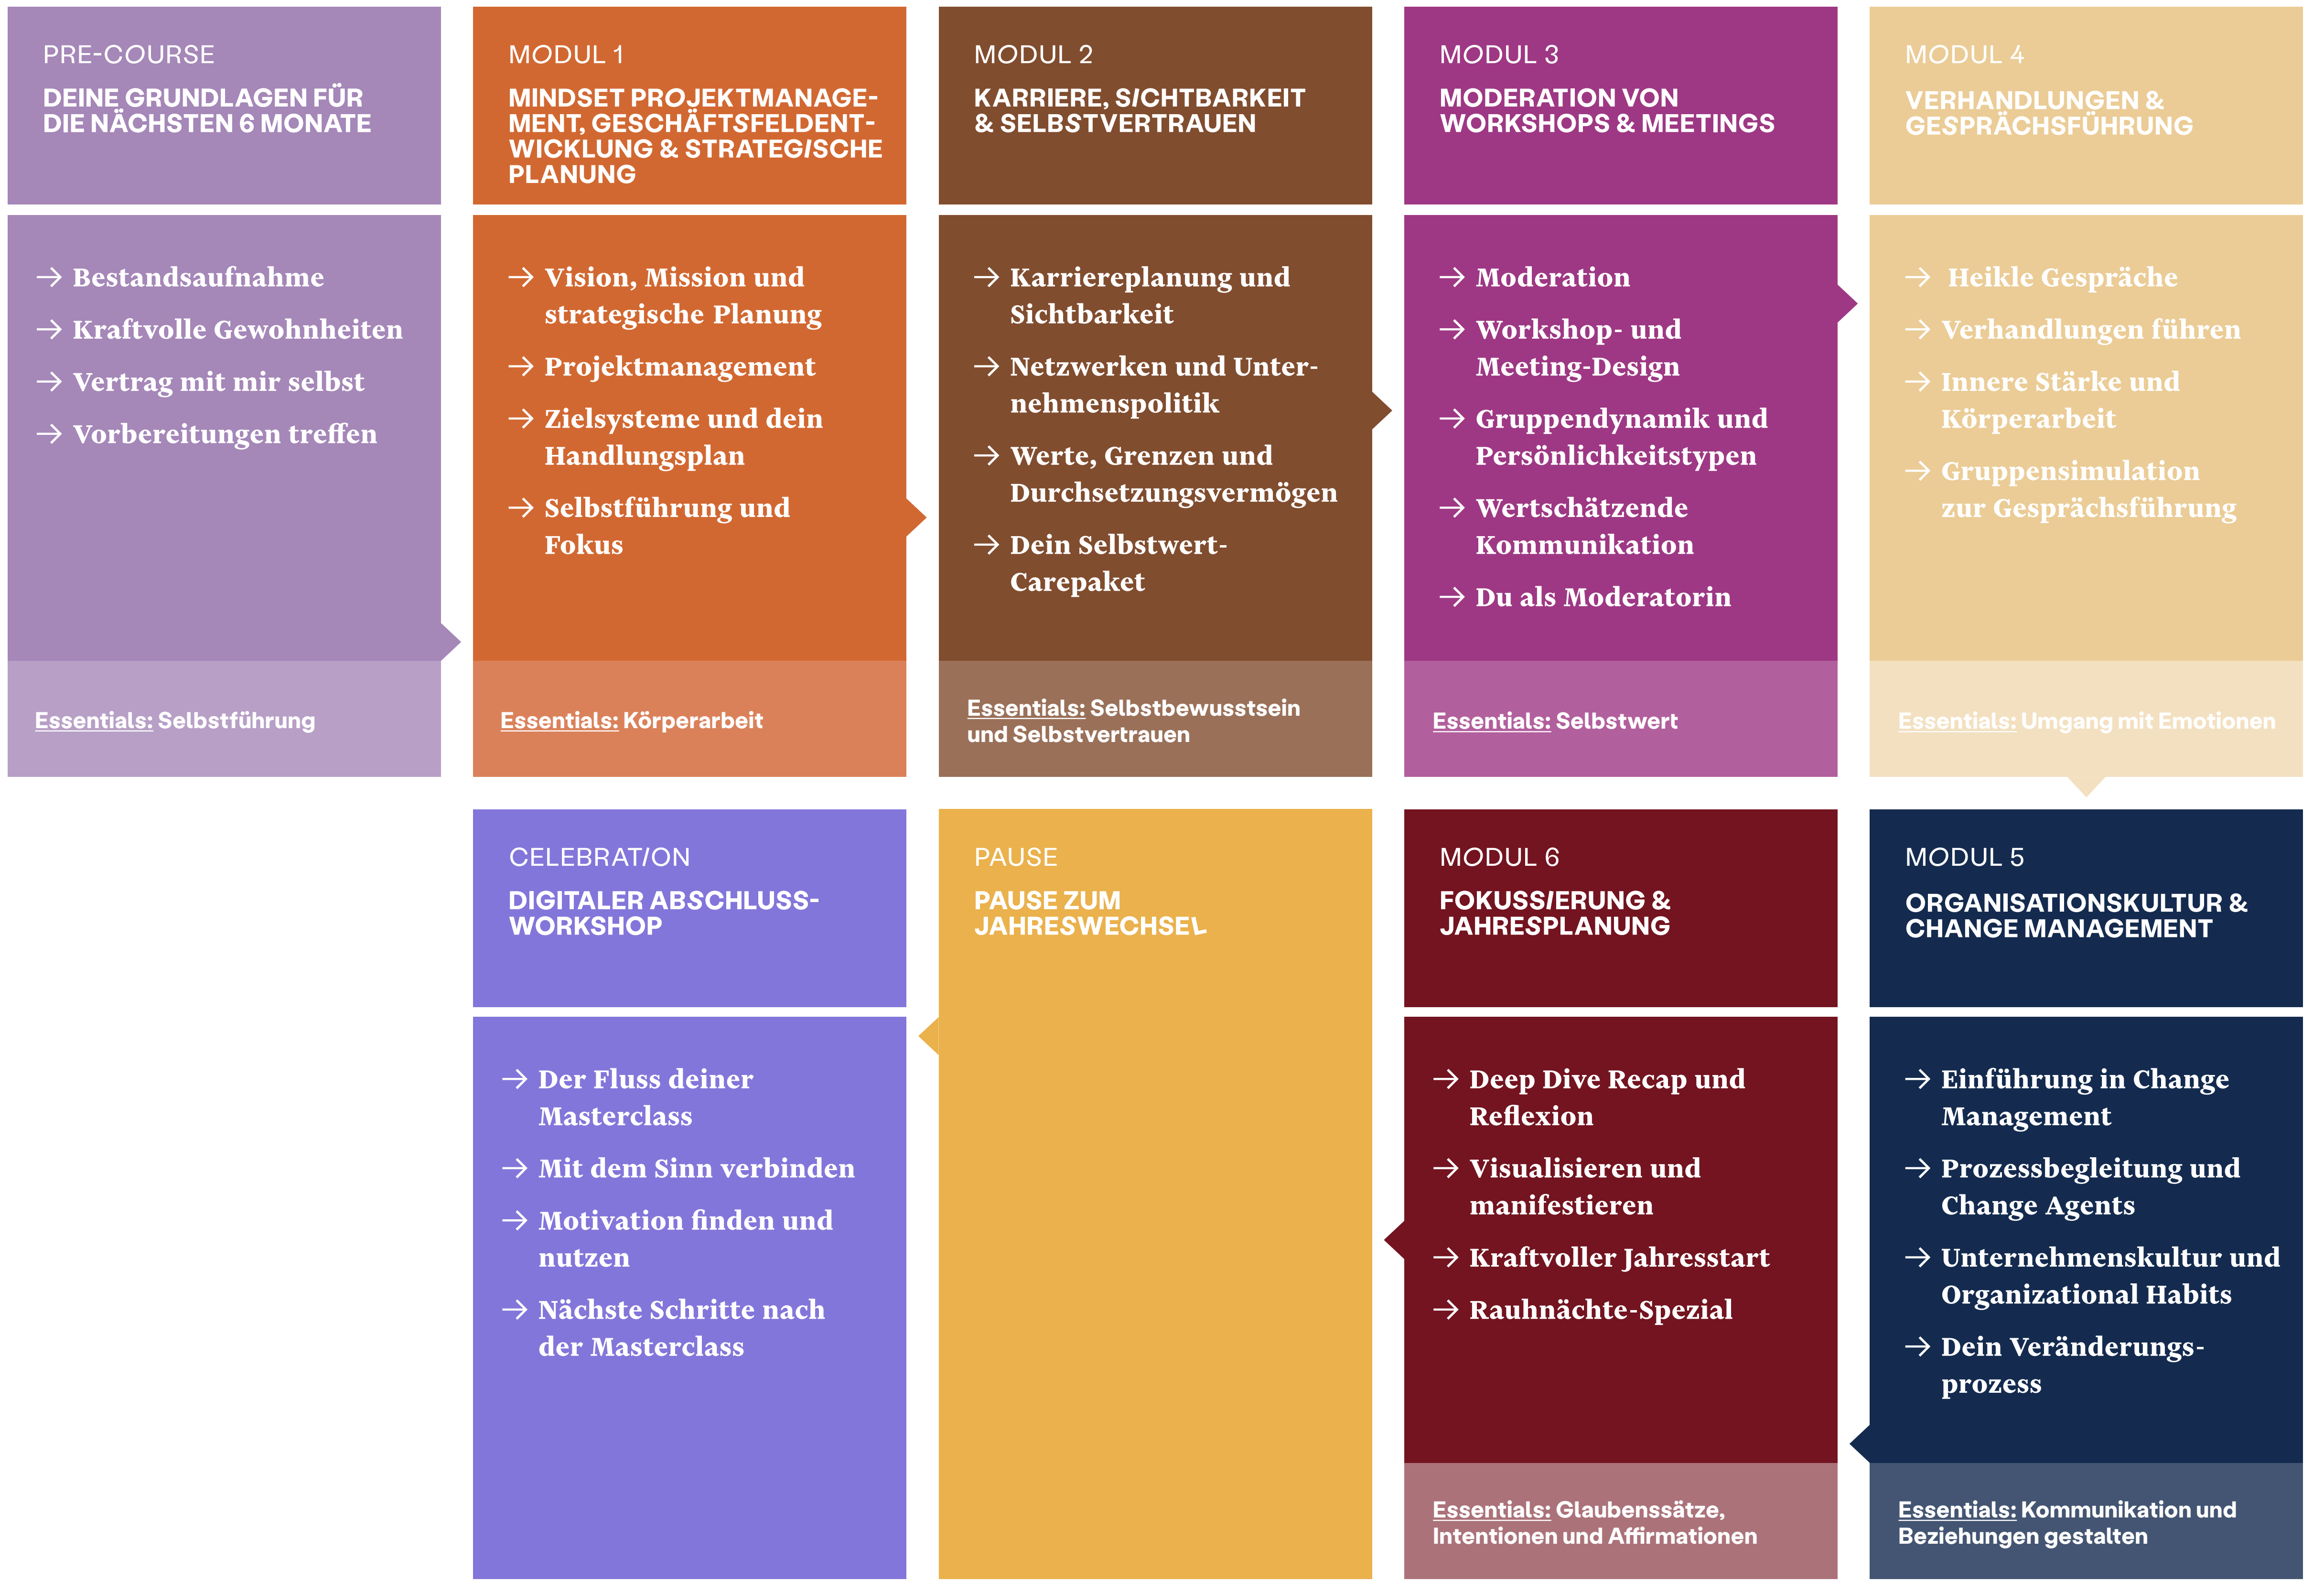 PRE-COURSE
DEINE GRUNDLAGEN FÜR
DIE NÄCHSTEN 6 MONATE
→ Bestandsaufnahme
→ Kraftvolle Gewohnheiten
→ Vertrag mit mir selbst
→ Vorbereitungen treffen
Essentials: Selbstführung
MODUL 1
MINDSET PROJEKTMANAGE-
MENT, GESCHÄFTSFELDENT-
WICKLUNG & STRATEGISCHE
PLANUNG
→ Vision, Mission und
strategische Planung
→ Projektmanagement
→ Zielsysteme und dein
Handlungsplan
→ Selbstführung und
Fokus
Essentials: Körperarbeit
MODUL 2
KARRIERE, SICHTBARKEIT
& SELBSTVERTRAUEN
→ Karriereplanung und
Sichtbarkeit
→ Netzwerken und Unter-
nehmenspolitik
→ Werte, Grenzen und
Durchsetzungsvermögen
→ Dein Selbstwert-
Carepaket
Essentials: Selbstbewusstsein
und Selbstvertrauen
MODUL 3
MODERATION VON
WORKSHOPS & MEETINGS
→ Moderation
→ Workshop- und
Meeting-Design
→ Gruppendynamik und
Persönlichkeitstypen
→ Wertschätzende
Kommunikation
→ Du als Moderatorin
Essentials: Selbstwert
MODUL 4
VERHANDLUNGEN &
GESPRÄCHSFÜHRUNG
→ Heikle Gespräche
→ Verhandlungen führen
→ Innere Stärke und
Körperarbeit
→ Gruppensimulation
zur Gesprächsführung
Essentials: Umgang mit Emotionen
MODUL 5
ORGANISATIONSKULTUR &
CHANGE MANAGEMENT
→ Einführung in Change
Management
→ Prozessbegleitung und
Change Agents
→ Unternehmenskultur und
Organizational Habits
→ Dein Veränderungs-
prozess
Essentials: Kommunikation und
Beziehungen gestalten
MODUL 6
FOKUSSIERUNG &
JAHRESPLANUNG
→ Deep Dive Recap und
Reflexion
→ Visualisieren und
manifestieren
→ Kraftvoller Jahresstart
→ Rauhnächte-Spezial
Essentials: Glaubenssätze,
Intentionen und Affirmationen
PAUSE
PAUSE ZUM
JAHRESWECHSEL
CELEBRATION
DIGITALER ABSCHLUSS-
WORKSHOP
→ Der Fluss deiner
Masterclass
→ Mit dem Sinn verbinden
→ Motivation finden und
nutzen
→ Nächste Schritte nach
der Masterclass